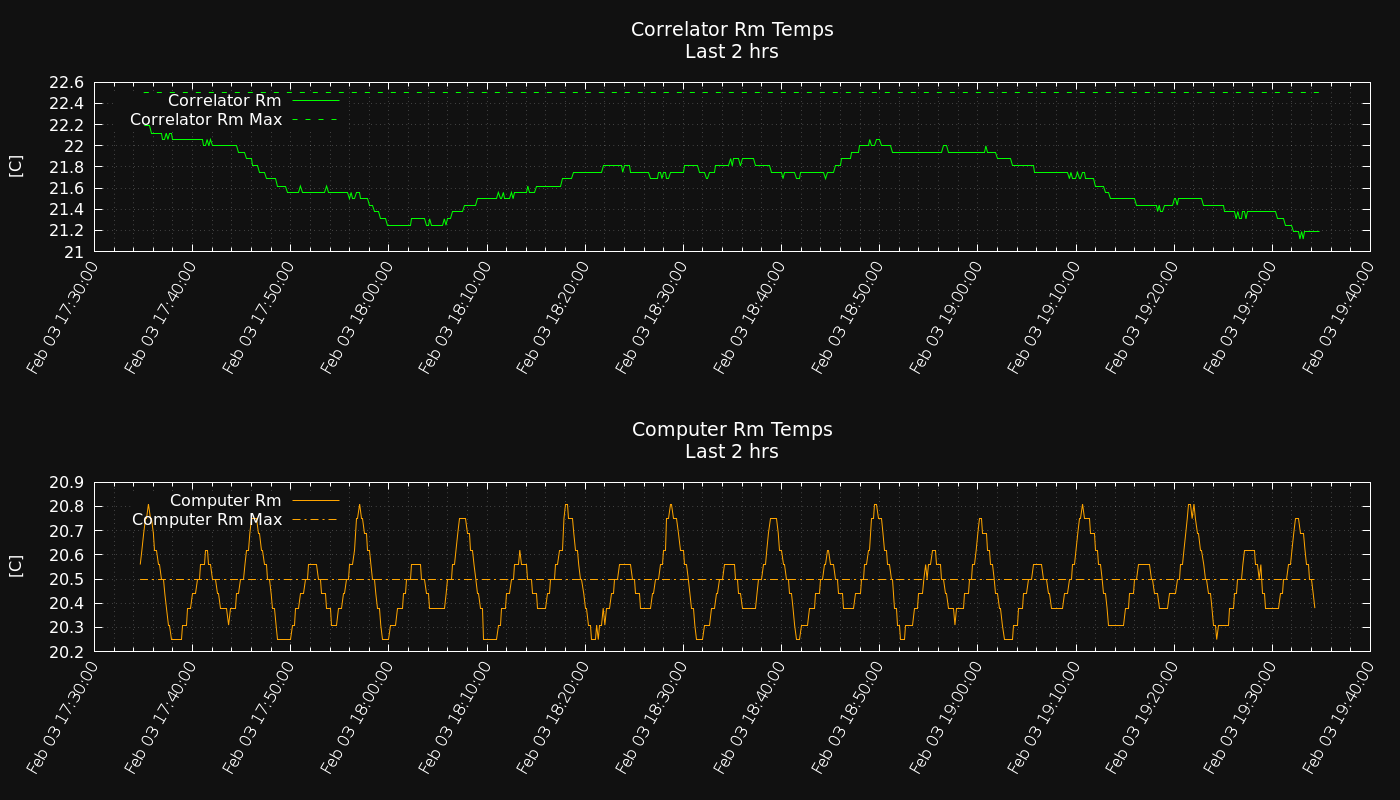 Correlator Rm Temps
Last 2 hrs
22.6
22.4
22.2
22
21.8
21.6
21.4
21.2
21
[C]
Correlator Rm
Correlator Rm Max
Feb 03 17:30:00
Feb 03 17:40:00
Feb 03 17:50:00
Feb 03 18:00:00
Feb 03 18:10:00
Feb 03 18:20:00
Feb 03 18:30:00
Feb 03 18:40:00
Feb 03 18:50:00
Feb 03 19:00:00
Feb 03 19:10:00
Feb 03 19:20:00
Feb 03 19:30:00
Feb 03 19:40:00
Computer Rm Temps
Last 2 hrs
20.9
20.8
20.7
20.6
20.5
20.4
20.3
20.2
[C]
Computer Rm
Computer Rm Max
Feb 03 17:30:00
Feb 03 17:40:00
Feb 03 17:50:00
Feb 03 18:00:00
Feb 03 18:10:00
Feb 03 18:20:00
Feb 03 18:30:00
Feb 03 18:40:00
Feb 03 18:50:00
Feb 03 19:00:00
Feb 03 19:10:00
Feb 03 19:20:00
Feb 03 19:30:00
Feb 03 19:40:00